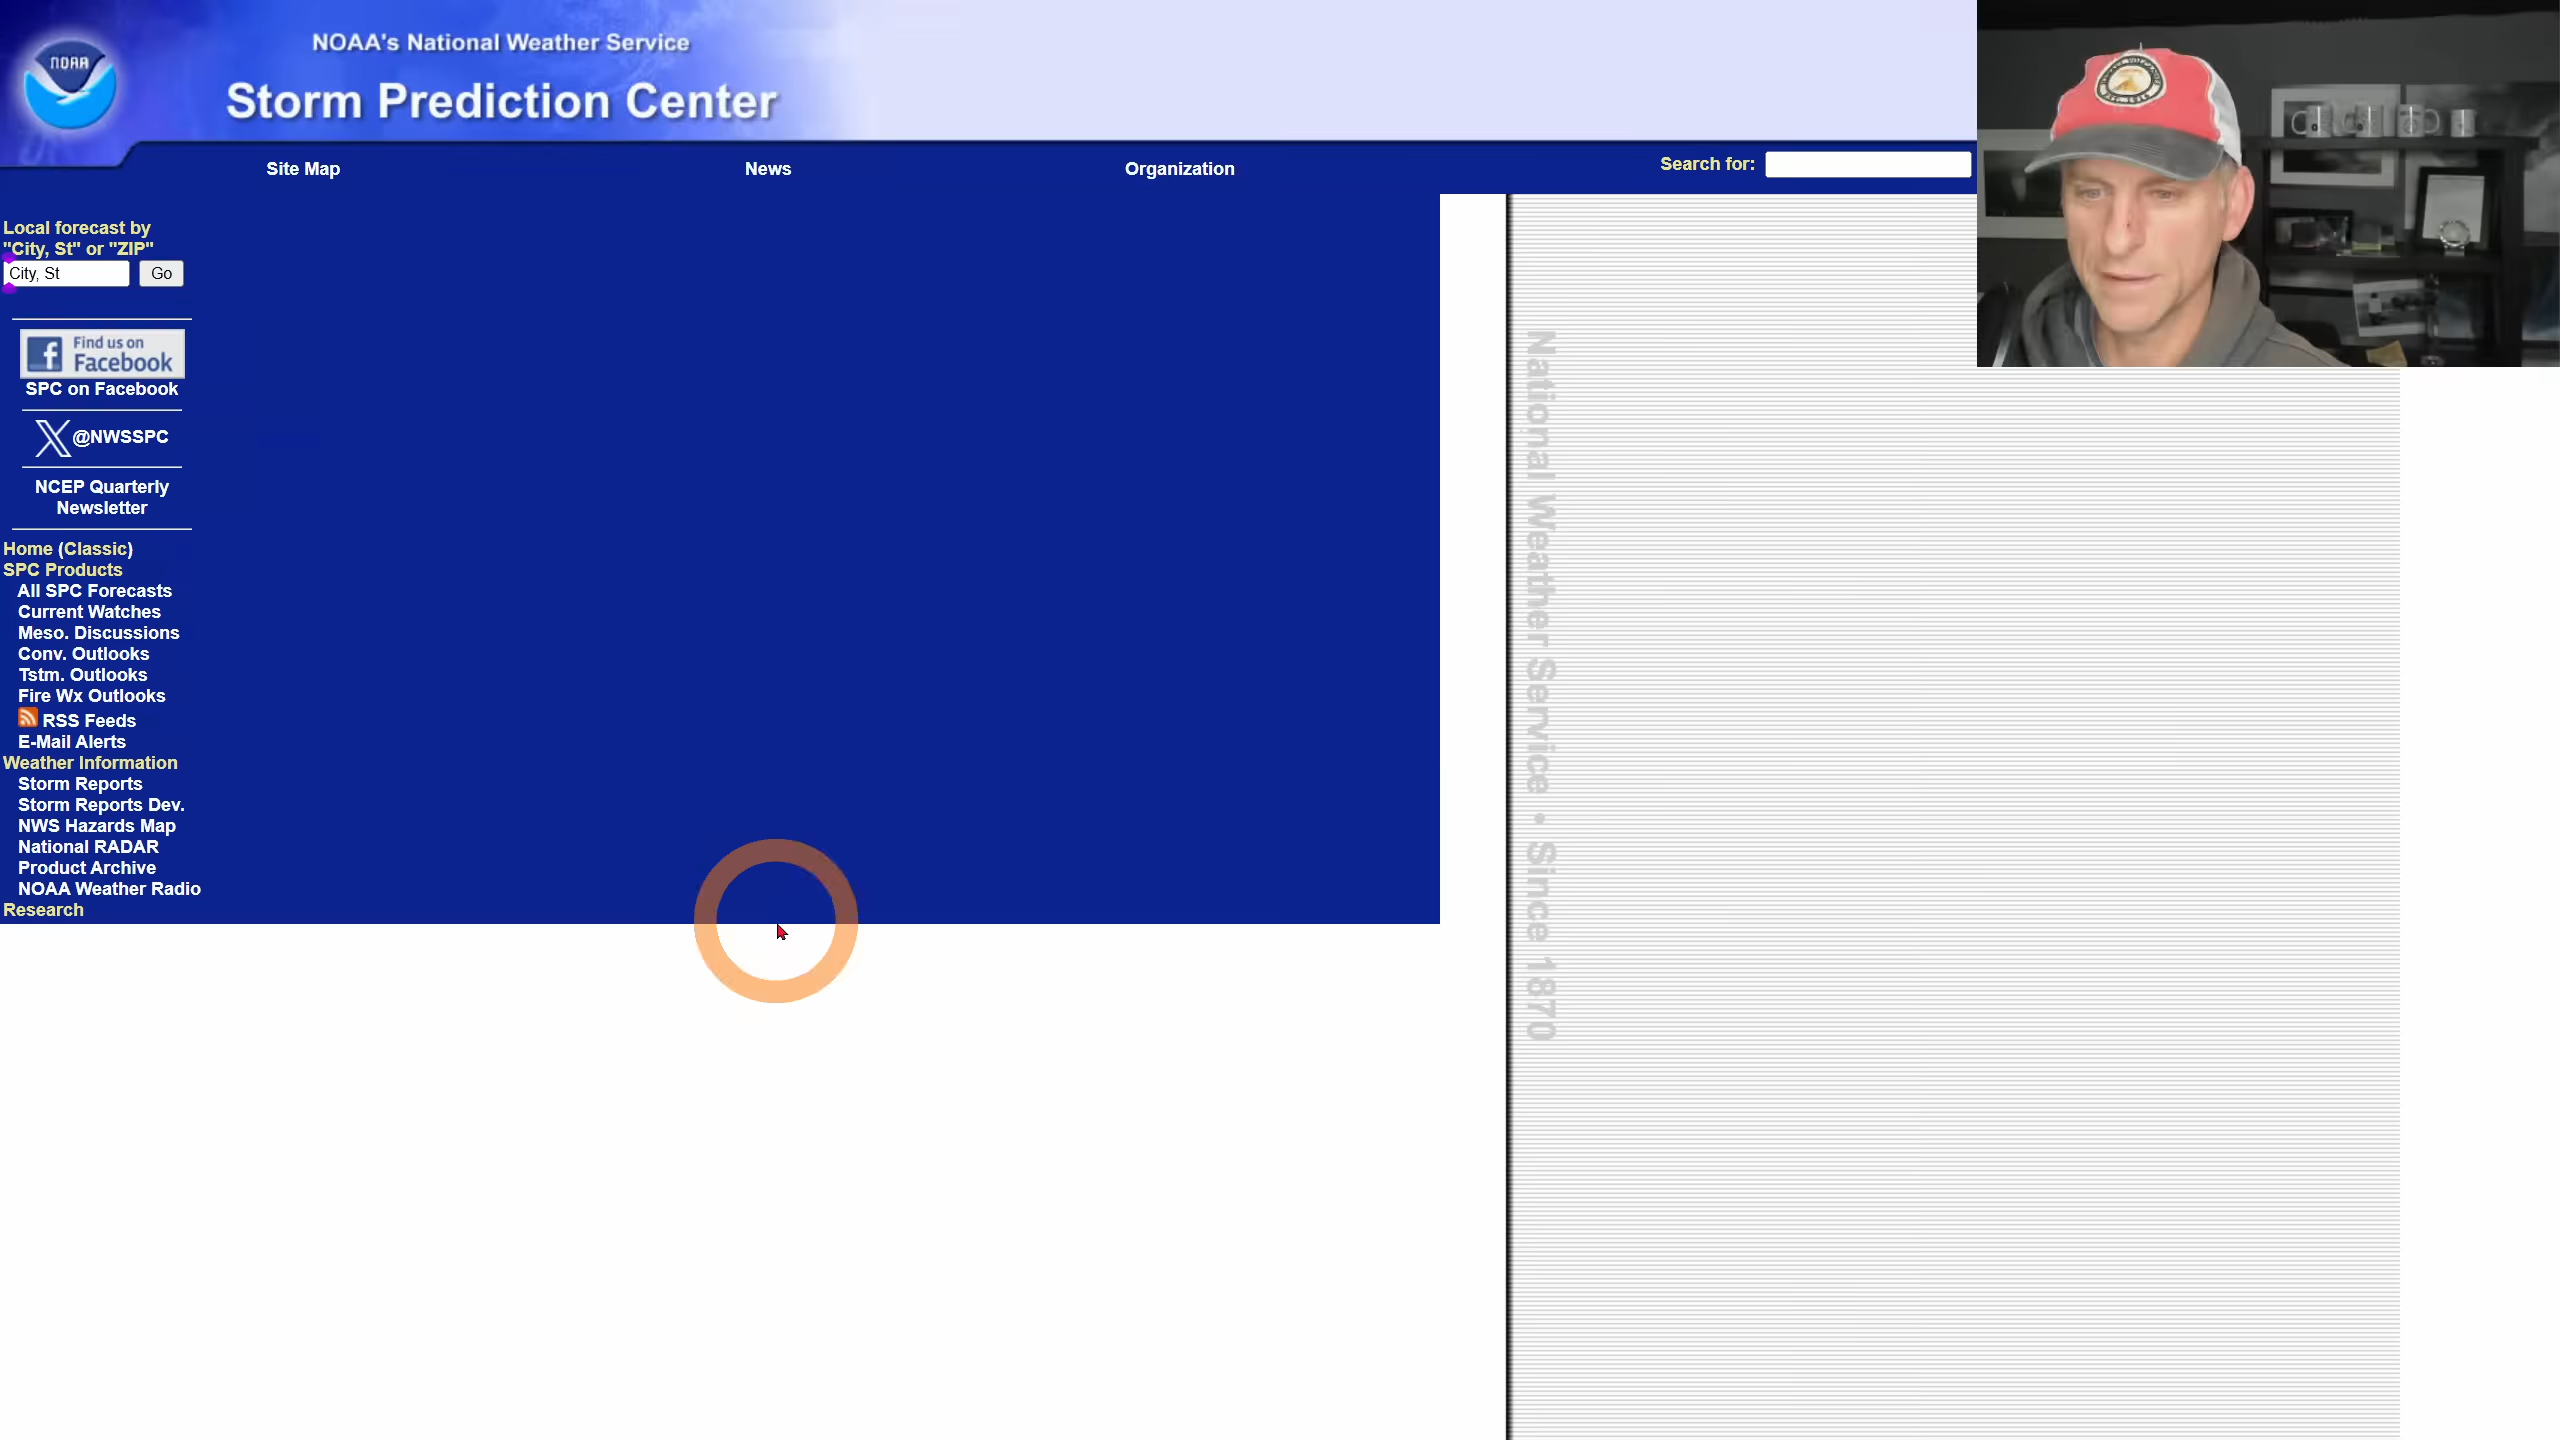 NOAA
NOAA's National Weather Service
Storm Prediction Center
Site Map
News
Organization
Search for:
Local forecast by
"City, St" or "ZIP"
City, St
Go
Find us on
Facebook
SPC on Facebook
@NWSSPC
NCEP Quarterly
Newsletter
Home (Classic)
SPC Products
All SPC Forecasts
Current Watches
Meso. Discussions
Conv. Outlooks
Tstm. Outlooks
Fire Wx Outlooks
RSS Feeds
E-Mail Alerts
Weather Information
Storm Reports
Storm Reports Dev.
NWS Hazards Map
National RADAR
Product Archive
NOAA Weather Radio
Research
National Weather Service • Since 1870